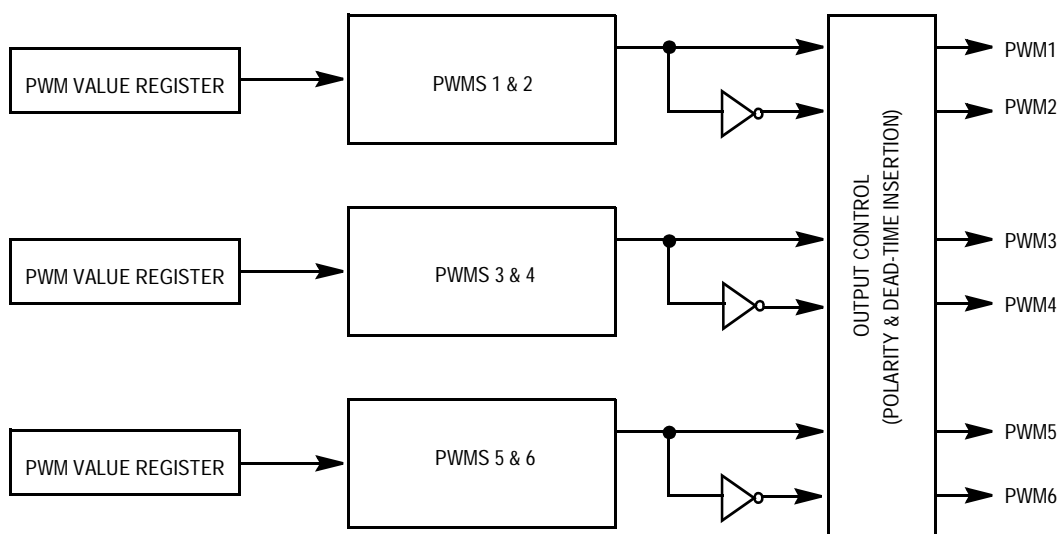 PWM VALUE REGISTER
PWMS 1 & 2
PWM1
PWM2
PWM VALUE REGISTER
PWMS 3 & 4
PWM3
PWM4
PWM VALUE REGISTER
PWMS 5 & 6
PWM5
PWM6
OUTPUT CONTROL
(POLARITY & DEAD-TIME INSERTION)